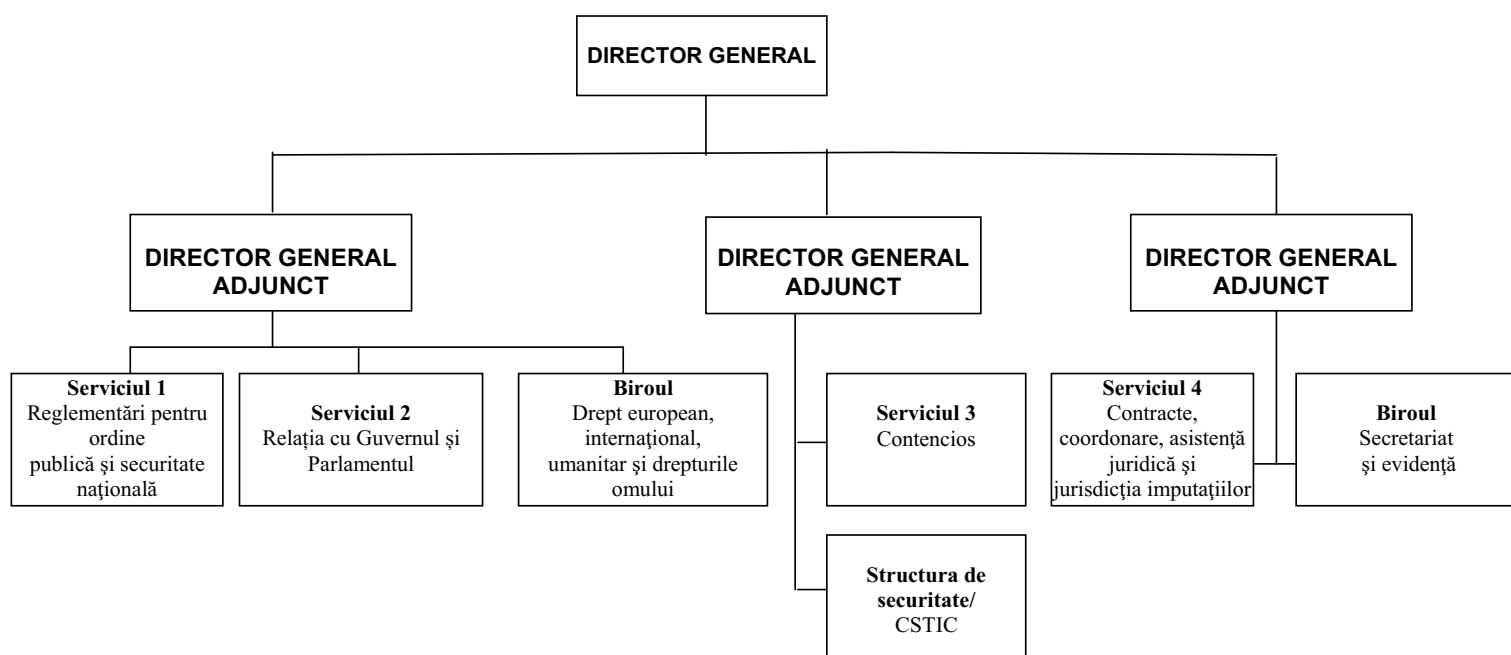 DIRECTOR GENERAL
DIRECTOR GENERAL
ADJUNCT
DIRECTOR GENERAL
ADJUNCT
DIRECTOR GENERAL
ADJUNCT
Serviciul 1
Reglementări pentru
ordine
publică şi securitate
naţională
Serviciul 2
Relația cu Guvernul și
Parlamentul
Biroul
Drept european,
internaţional,
umanitar şi drepturile
omului
Serviciul 3
Contencios
Serviciul 4
Contracte,
coordonare, asistenţă
juridică şi
jurisdicţia imputaţiilor
Biroul
Secretariat
şi evidenţă
Structura de
securitate/
CSTIC